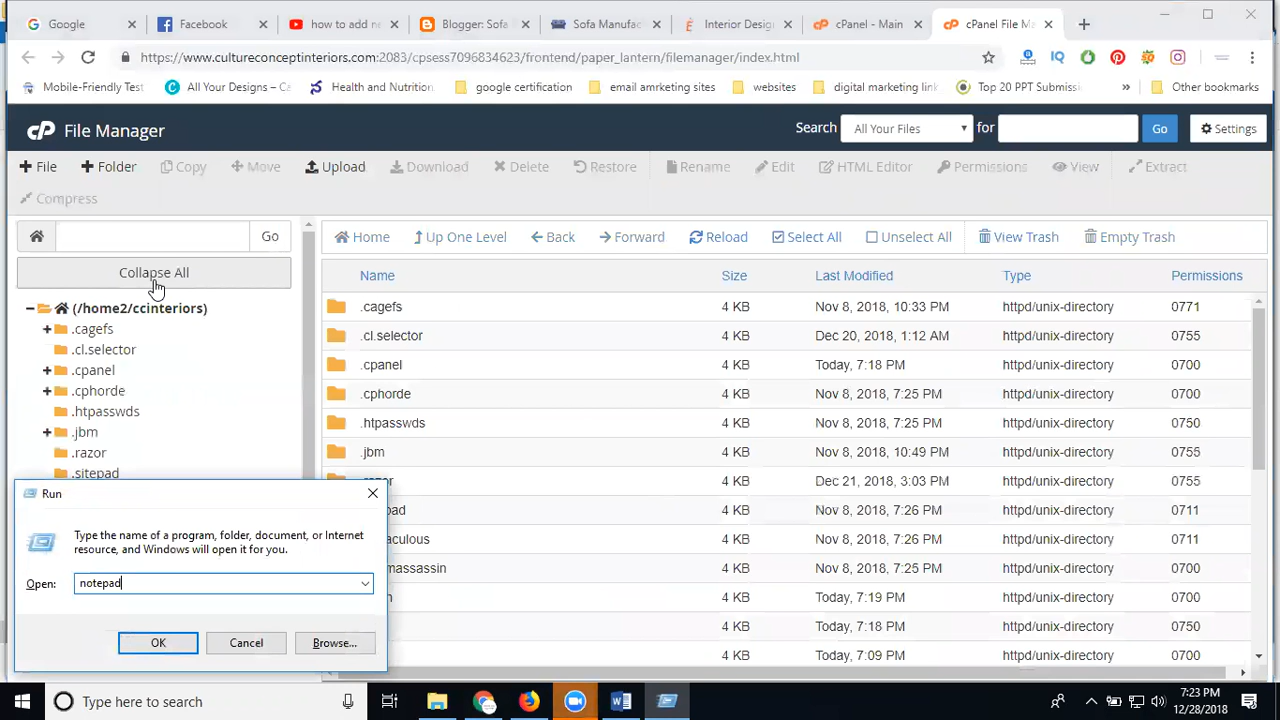 Google
Facebook
how to add ne
Blogger: Sofa
Sofa Manufac
Interior Desig
cPanel - Main
cPanel File M
https://www.cultureconceptinteriors.com:2083/cpsess7096834623/frontend/paper_lantern/filemanager/index.html
Mobile-Friendly Test
All Your Designs – Ca
Health and Nutrition
google certification
email amrketing sites
websites
digital marketing link
Top 20 PPT Submiss
»
Other bookmarks
cP File Manager
Search
All Your Files
for
Go
Settings
+ File
+ Folder
Copy
Move
Upload
Download
Delete
Restore
Rename
Edit
HTML Editor
Permissions
View
Extract
Compress
Go
Home
Up One Level
Back
Forward
Reload
Select All
Unselect All
View Trash
Empty Trash
Collapse All
(/home2/ccinteriors)
.cagefs
.cl.selector
.cpanel
.cphorde
.htpasswds
.jbm
.razor
.sitepad
Name Size Last Modified Type Permissions
.cagefs 4 KB Nov 8, 2018, 10:33 PM httpd/unix-directory 0771
.cl.selector 4 KB Dec 20, 2018, 1:12 AM httpd/unix-directory 0755
.cpanel 4 KB Today, 7:18 PM httpd/unix-directory 0700
.cphorde 4 KB Nov 8, 2018, 7:25 PM httpd/unix-directory 0700
.htpasswds 4 KB Nov 8, 2018, 7:25 PM httpd/unix-directory 0750
.jbm 4 KB Nov 8, 2018, 10:49 PM httpd/unix-directory 0755
4 KB Dec 21, 2018, 3:03 PM httpd/unix-directory 0755
pad 4 KB Nov 8, 2018, 7:26 PM httpd/unix-directory 0711
aculous 4 KB Nov 8, 2018, 7:26 PM httpd/unix-directory 0711
massassin 4 KB Nov 8, 2018, 7:25 PM httpd/unix-directory 0700
4 KB Today, 7:19 PM httpd/unix-directory 0700
4 KB Today, 7:18 PM httpd/unix-directory 0750
4 KB Today, 7:09 PM httpd/unix-directory 0700
Run
Type the name of a program, folder, document, or Internet
resource, and Windows will open it for you.
Open: notepad
OK
Cancel
Browse...
Type here to search
7:23 PM
12/28/2018